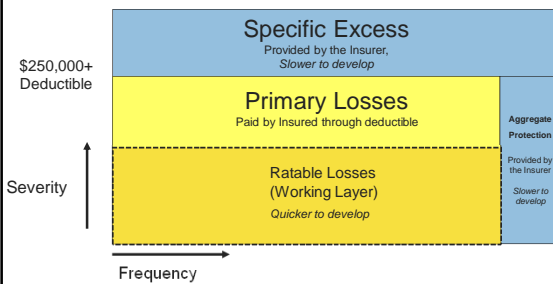 Specific Excess
Provided by the Insurer,
Slower to develop
$250,000+
Deductible
Primary Losses
Paid by Insured through deductible
Aggregate
Protection
Provided by
the Insurer
Slower to
develop
Ratable Losses
(Working Layer)
Quicker to develop
Severity
Frequency